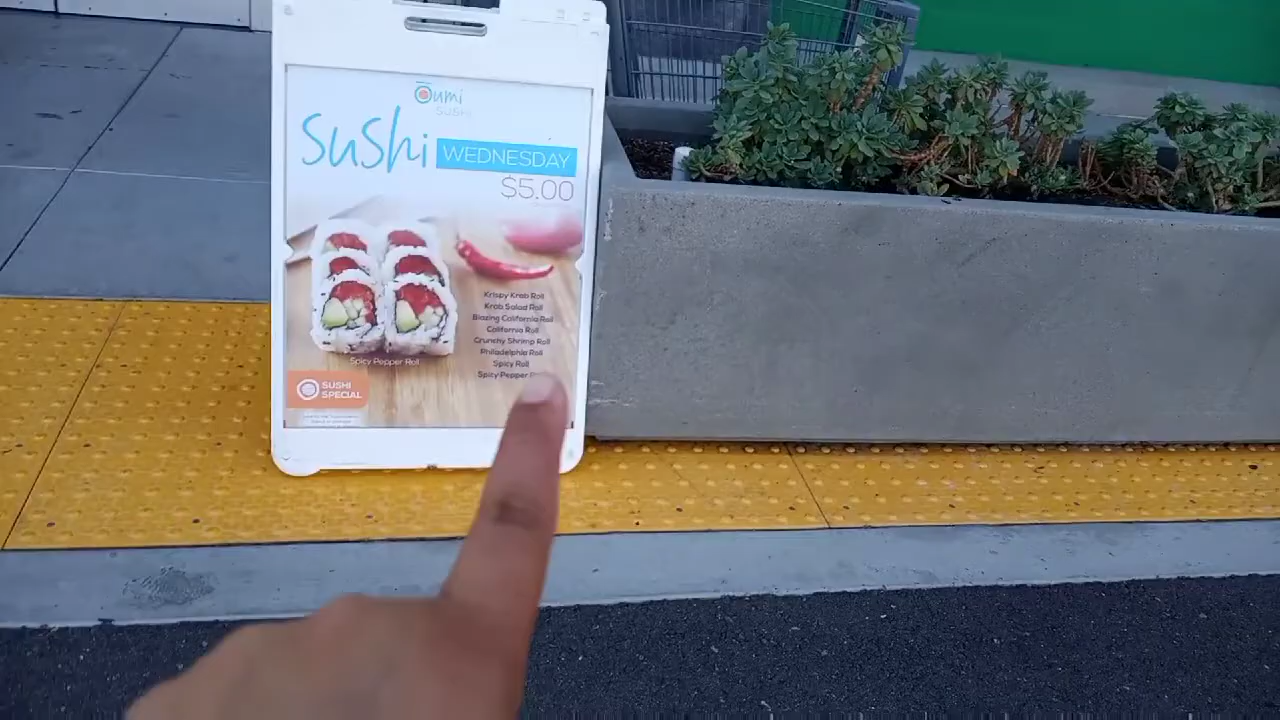 Oumi
SUSHI
Sushi WEDNESDAY
$5.00
Krispy Krab Roll
Krab Salad Roll
Blazing California Roll
California Roll
Crunchy Shrimp Roll
Philadelphia Roll
Spicy Roll
Spicy Pepper
Spicy Pepper Roll
SUSHI
SPECIAL